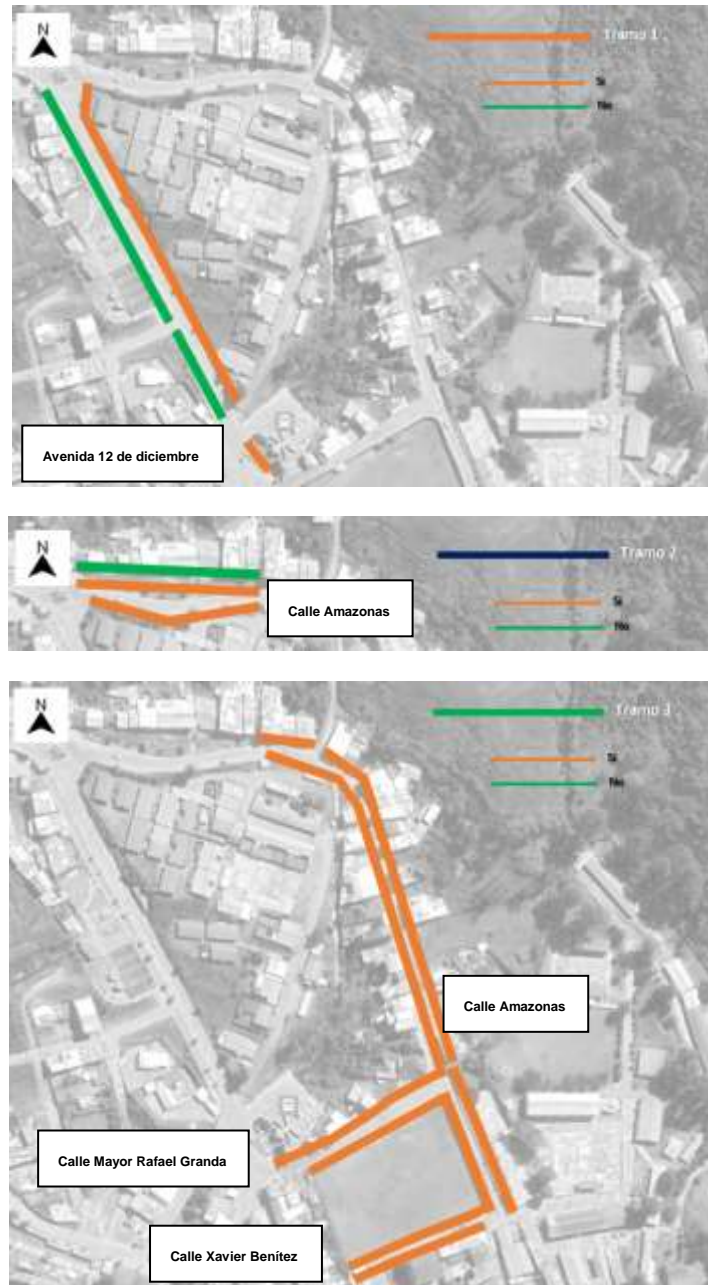 N
Tramo 1
Si
No
Avenida 12 de diciembre
N
Tramo 2
Si
No
Calle Amazonas
N
Tramo 3
Si
No
Calle Amazonas
Calle Mayor Rafael Granda
Calle Xavier Benítez